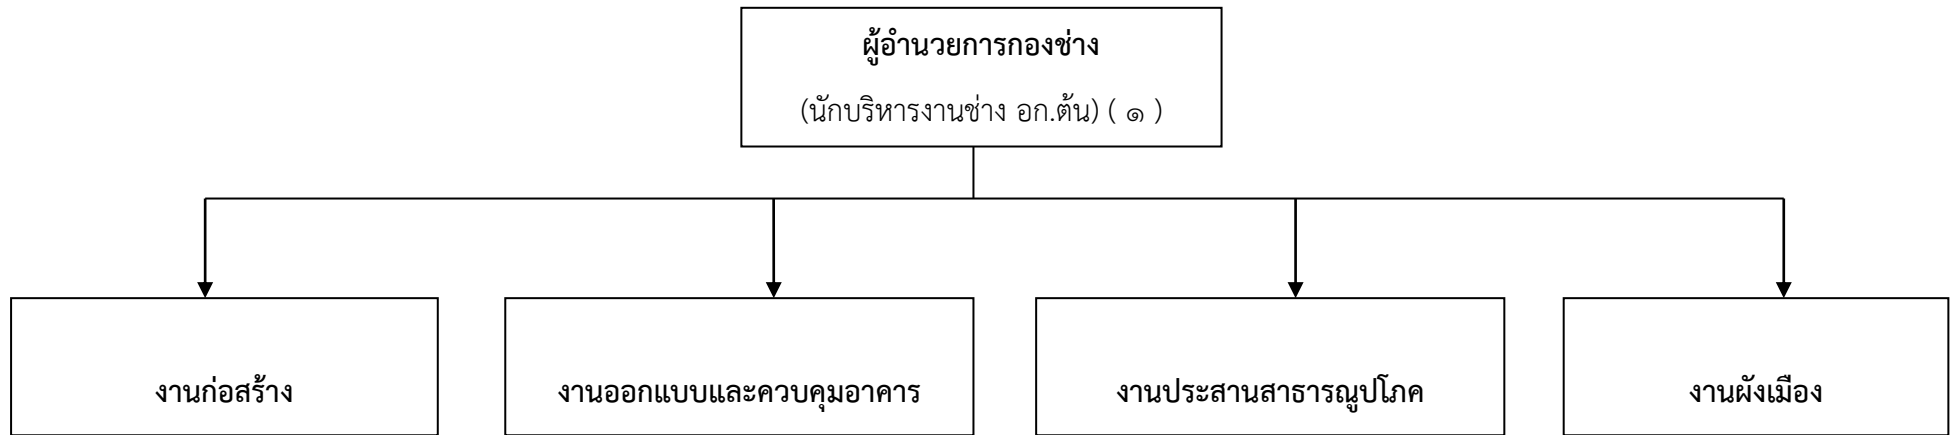 ผู้อำนวยการกองช่าง
(นักบริหารงานช่าง อก.ต้น) ( ๑ )
งานก่อสร้าง
งานออกแบบและควบคุมอาคาร
งานประสานสาธารณูปโภค
งานผังเมือง